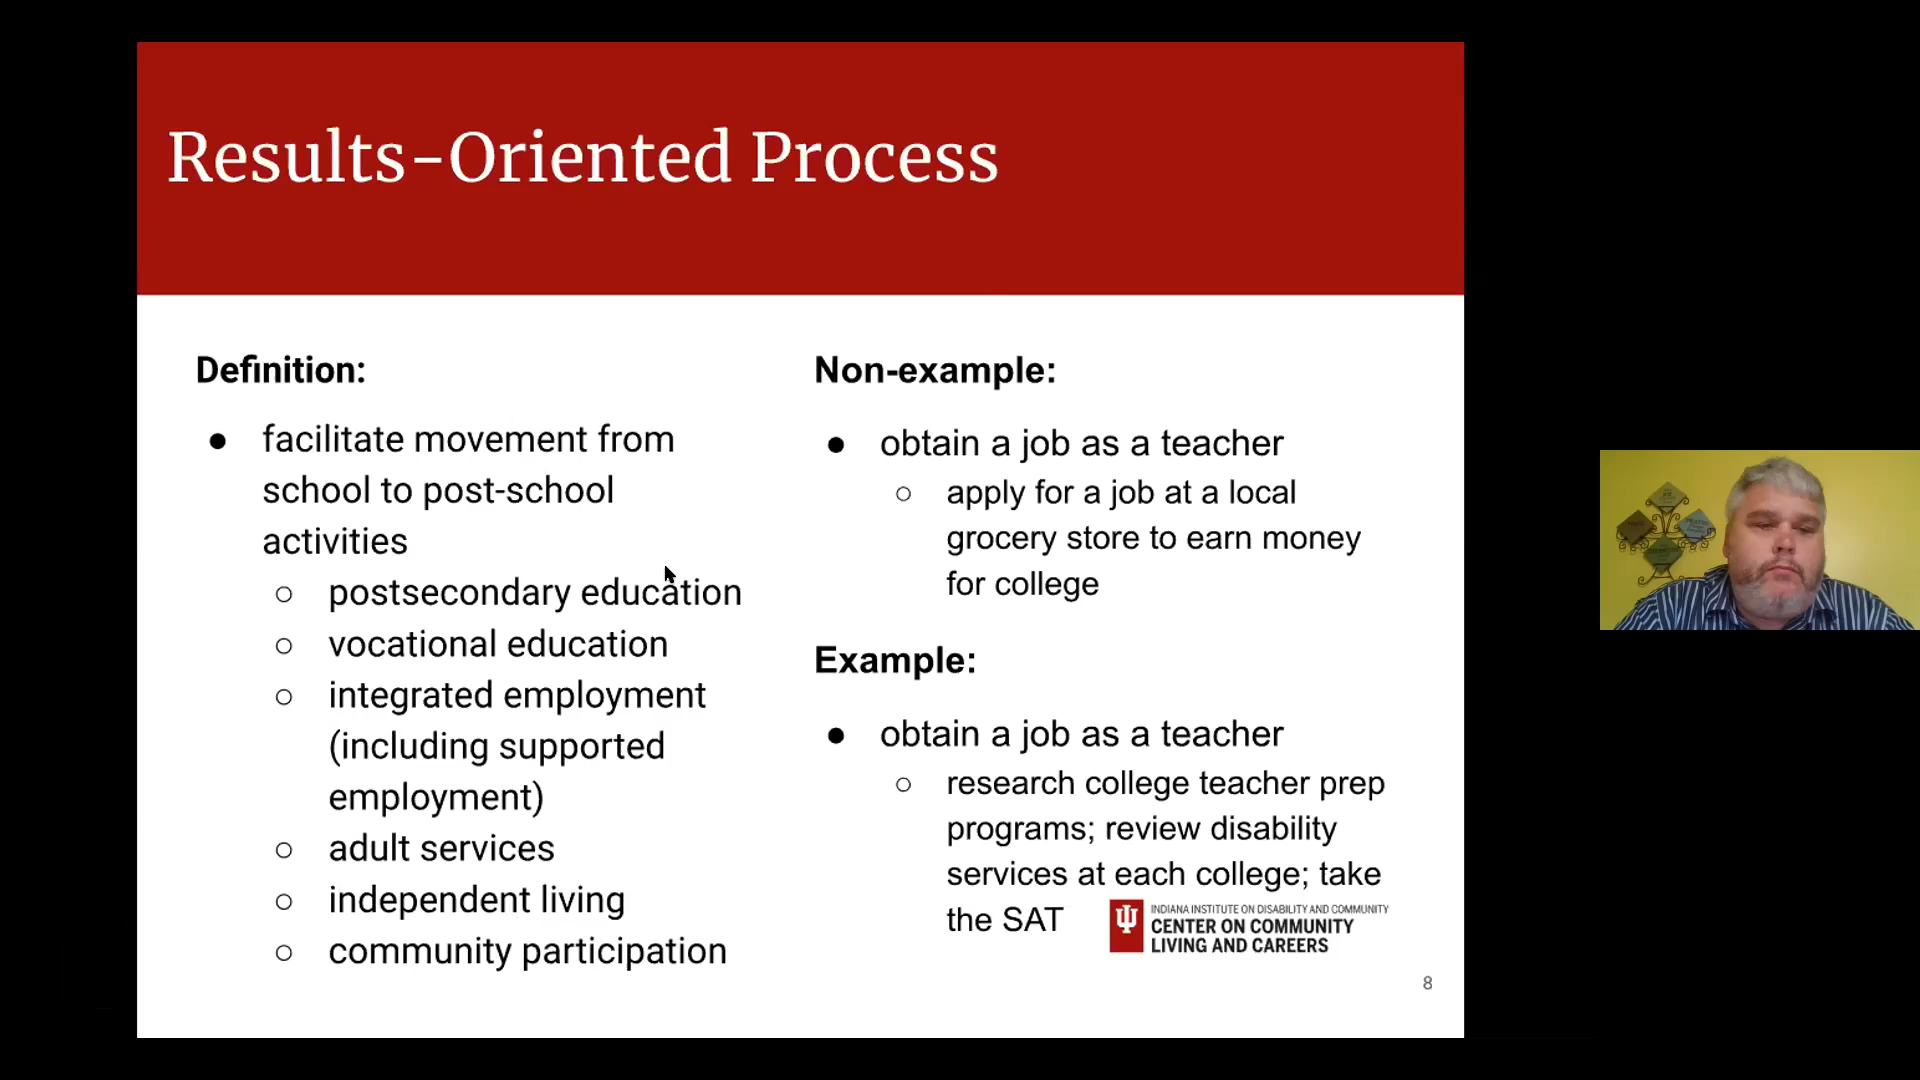 Results-Oriented Process
Definition:
● facilitate movement from
school to post-school
activities
○ postsecondary education
○ vocational education
○ integrated employment
(including supported
employment)
○ adult services
○ independent living
○ community participation
Non-example:
● obtain a job as a teacher
○ apply for a job at a local
grocery store to earn money
for college
Example:
● obtain a job as a teacher
○ research college teacher prep
programs; review disability
services at each college; take
the SAT
INDIANA INSTITUTE ON DISABILITY AND COMMUNITY
CENTER ON COMMUNITY
LIVING AND CAREERS
8